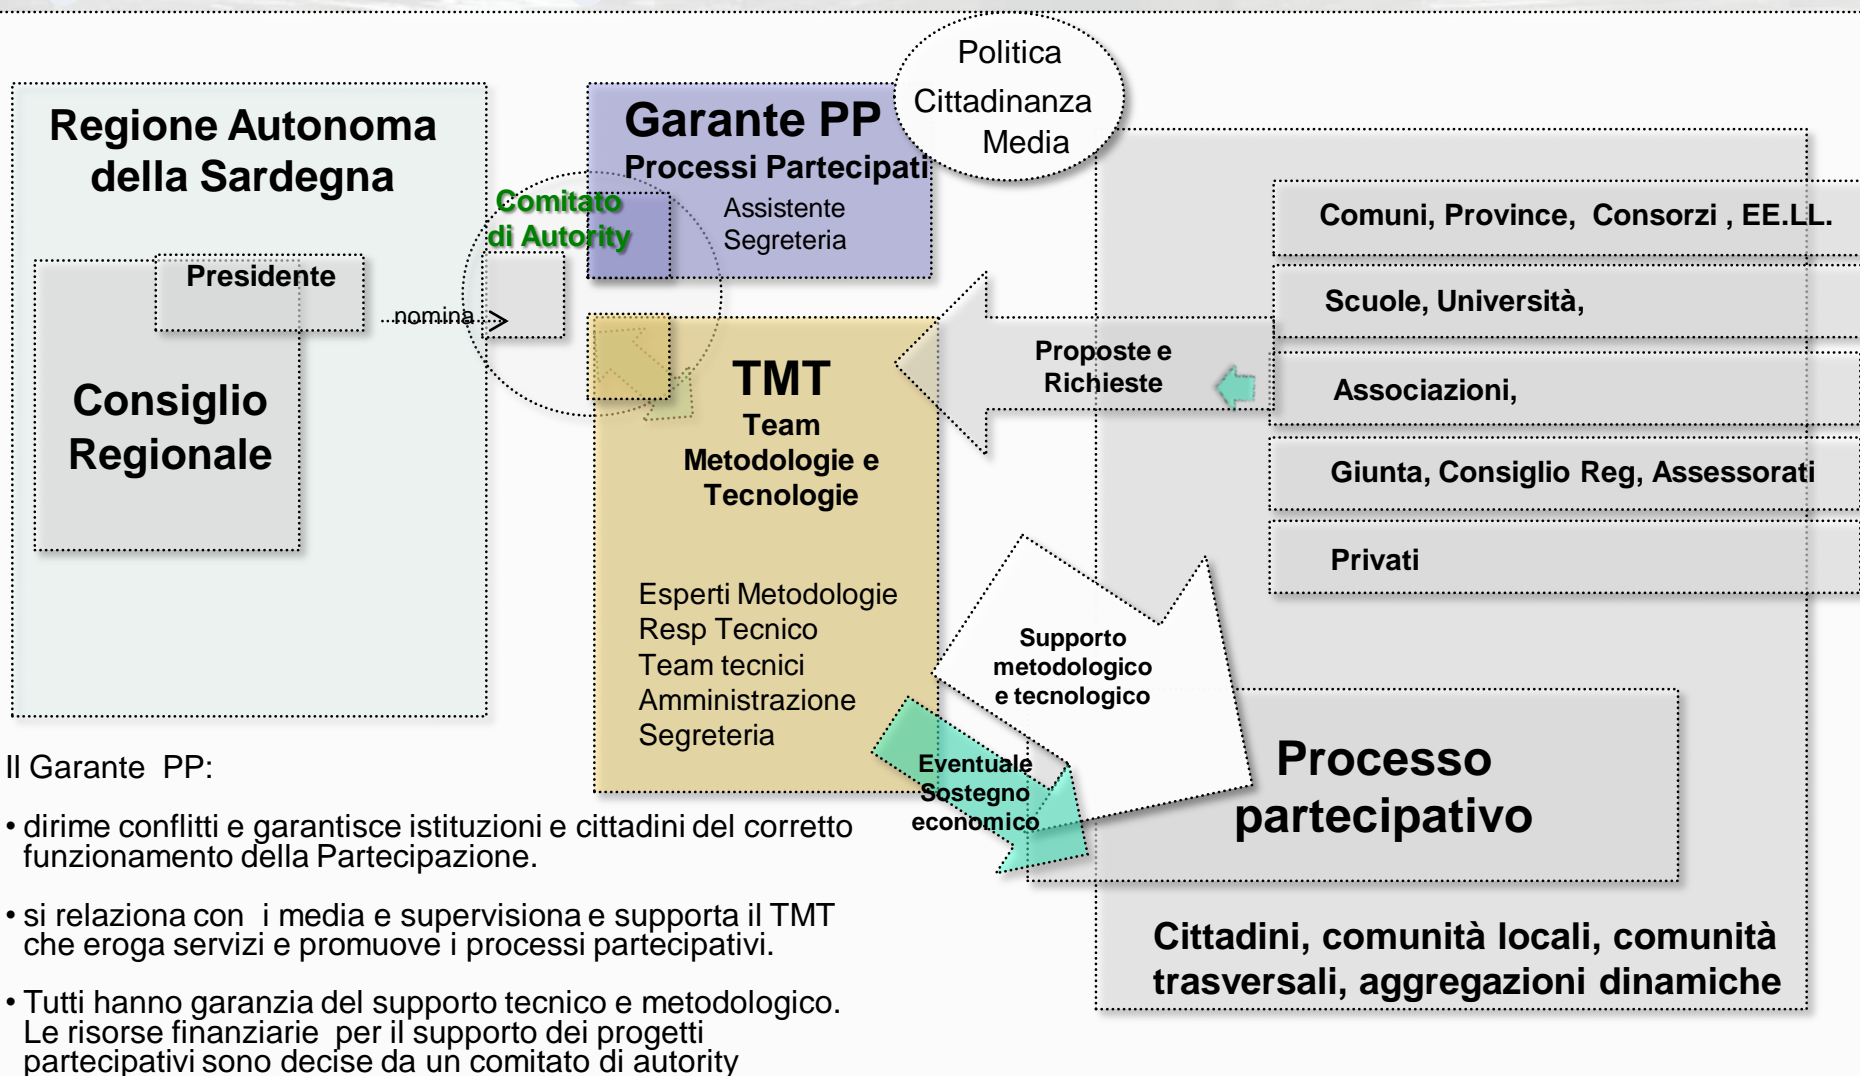 Politica
Cittadinanza
Media
Regione Autonoma
della Sardegna
Presidente
nomina
Consiglio
Regionale
Comitato
di Autority
Garante PP
Processi Partecipati
Assistente
Segreteria
TMT
Team
Metodologie e
Tecnologie
Esperti Metodologie
Resp Tecnico
Team tecnici
Amministrazione
Segreteria
Proposte e
Richieste
Comuni, Province, Consorzi , EE.LL.
Scuole, Università,
Associazioni,
Giunta, Consiglio Reg, Assessorati
Privati
Supporto
metodologico
e tecnologico
Eventuale
Sostegno
economico
Processo
partecipativo
Cittadini, comunità locali, comunità
trasversali, aggregazioni dinamiche
Il Garante PP:
• dirime conflitti e garantisce istituzioni e cittadini del corretto
funzionamento della Partecipazione.
• si relaziona con i media e supervisiona e supporta il TMT
che eroga servizi e promuove i processi partecipativi.
• Tutti hanno garanzia del supporto tecnico e metodologico.
Le risorse finanziarie per il supporto dei progetti
partecipativi sono decise da un comitato di autority